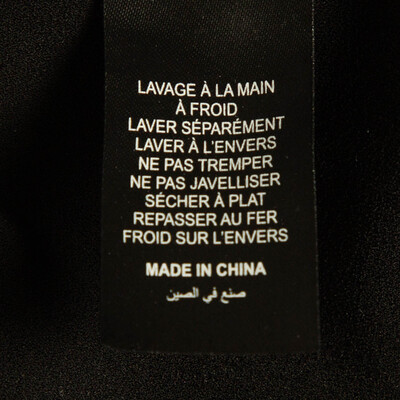 LAVAGE À LA MAIN
À FROID
LAVER SÉPARÉMENT
LAVER À L'ENVERS
NE PAS TREMPER
NE PAS JAVELLISER
SÉCHER À PLAT
REPASSER AU FER
FROID SUR L'ENVERS
MADE IN CHINA
صنع في الصين